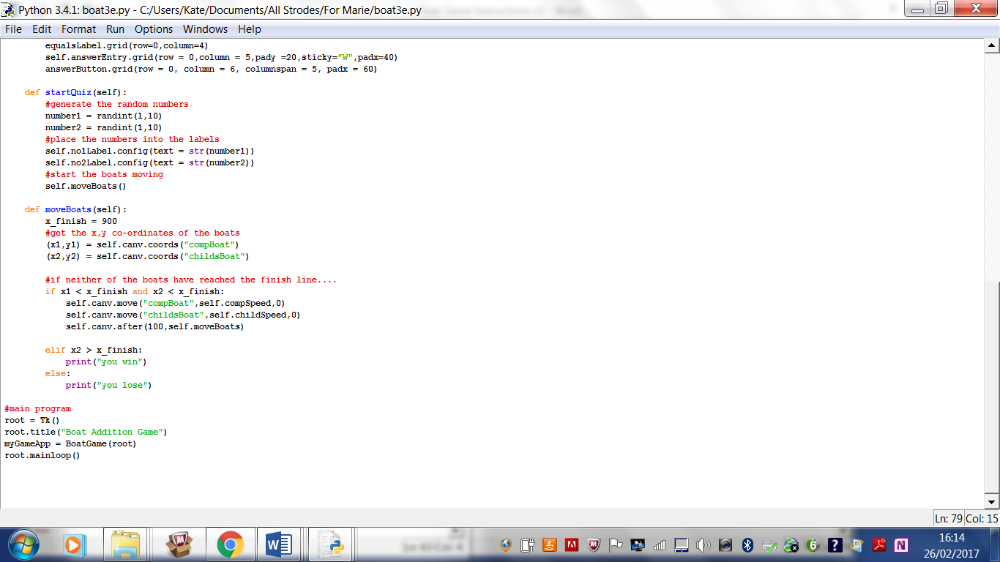 Python 3.4.1: boat3e.py - C:/Users/Kate/Documents/All Strodes/For Marie/boat3e.py
File Edit Format Run Options Windows Help
        equalsLabel.grid(row=0,column=4)
        self.answerEntry.grid(row = 0,column = 5,pady =20,sticky="W",padx=40)
        answerButton.grid(row = 0, column = 6, columnspan = 5, padx = 60)

    def startQuiz(self):
        #generate the random numbers
        number1 = randint(1,10)
        number2 = randint(1,10)
        #place the numbers into the labels
        self.no1Label.config(text = str(number1))
        self.no2Label.config(text = str(number2))
        #start the boats moving
        self.moveBoats()

    def moveBoats(self):
        x_finish = 900
        #get the x,y co-ordinates of the boats
        (x1,y1) = self.canv.coords("compBoat")
        (x2,y2) = self.canv.coords("childsBoat")

        #if neither of the boats have reached the finish line....
        if x1 < x_finish and x2 < x_finish:
            self.canv.move("compBoat",self.compSpeed,0)
            self.canv.move("childsBoat",self.childSpeed,0)
            self.canv.after(100,self.moveBoats)

        elif x2 > x_finish:
            print("you win")
        else:
            print("you lose")

#main program
root = Tk()
root.title("Boat Addition Game")
myGameApp = BoatGame(root)
root.mainloop()
Ln: 79 Col: 15
16:14
26/02/2017